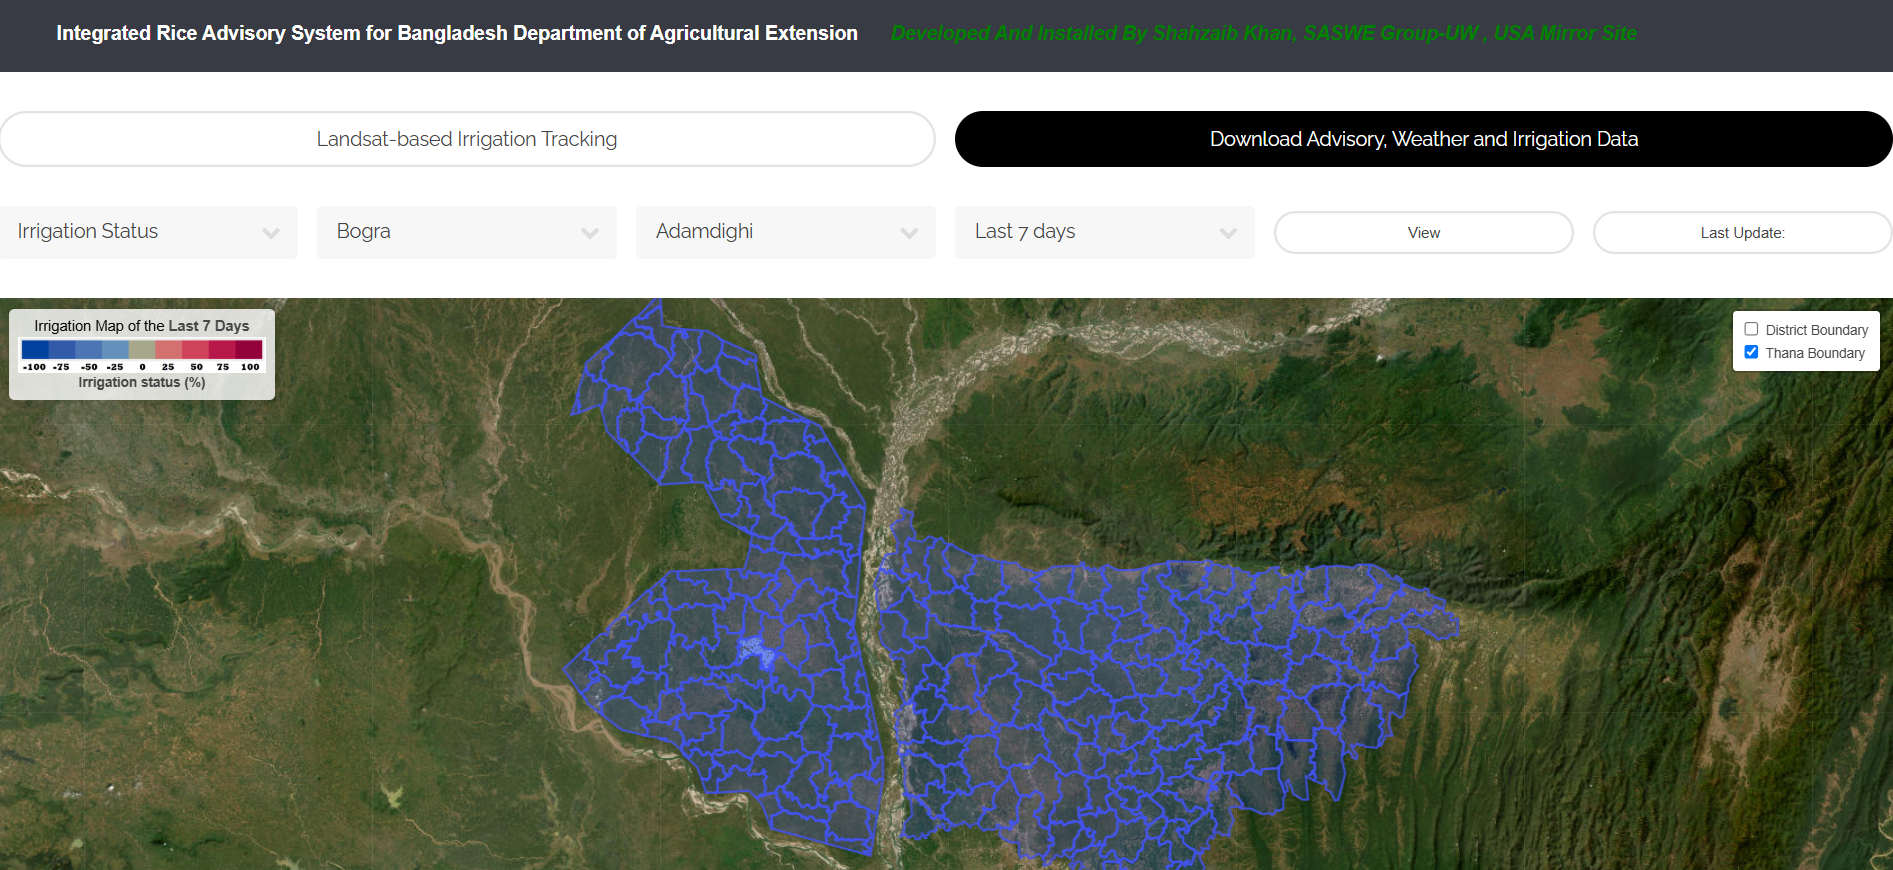 Integrated Rice Advisory System for Bangladesh Department of Agricultural Extension
Developed And Installed By Shahzaib Khan, SASWE Group-UW , USA Mirror Site
Landsat-based Irrigation Tracking
Download Advisory, Weather and Irrigation Data
Irrigation Status
Bogra
Adamdighi
Last 7 days
View
Last Update:
Irrigation Map of the Last 7 Days
-100 -75 -50 -25 0 25 50 75 100
Irrigation status (%)
District Boundary
Thana Boundary